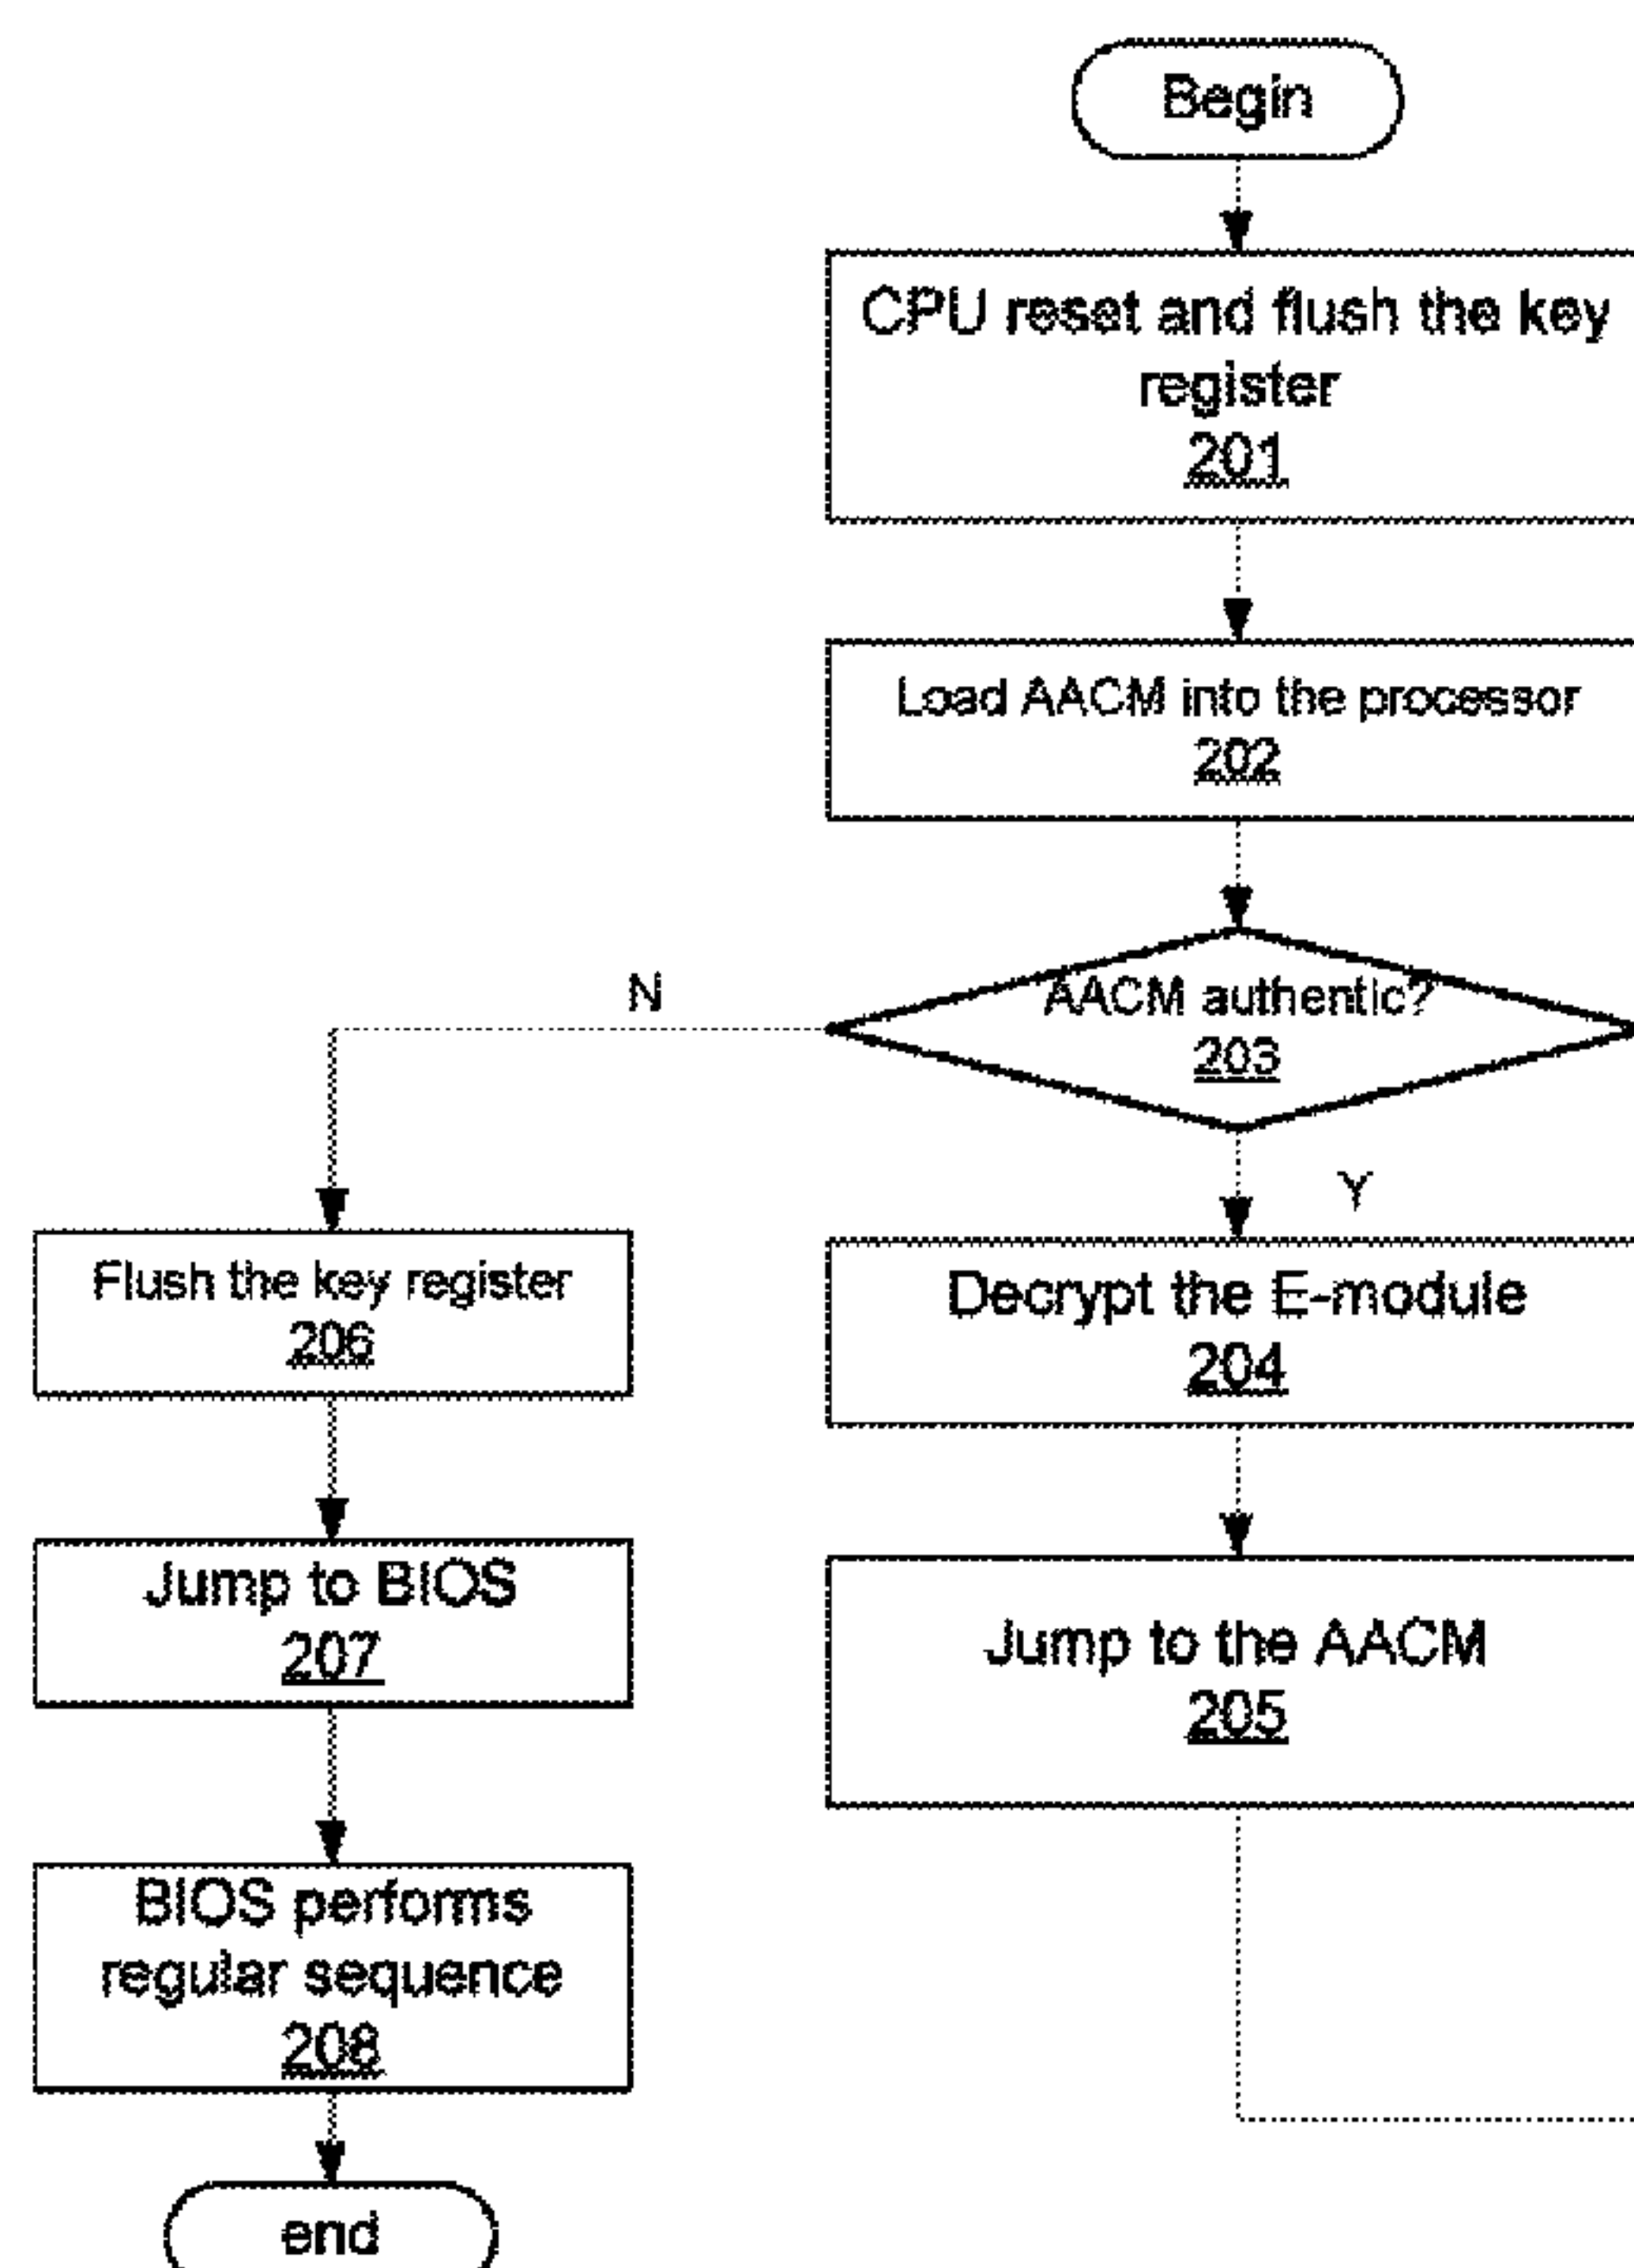 Begin
CPU reset and flush the key
register
201
Load AACM into the processor
202
AACM authentic?
203
N
Y
Flush the key register
206
Decrypt the E-module
204
Jump to BIOS
207
Jump to the AACM
205
BIOS performs
regular sequence
208
end